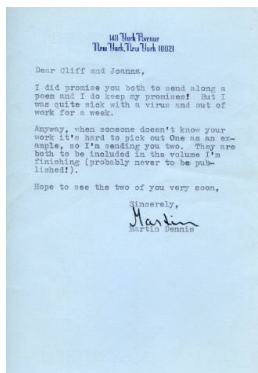 1411 York Avenue
New York, New York 10021
Dear Cliff and Joanna,
I did promise you both to send along a
poem and I do keep my promises! But I
was quite sick with a virus and out of
work for a week.
Anyway, when someone doesn't know your
work it's hard to pick out One as an ex-
ample, so I'm sending you two. They are
both to be included in the volume I'm
finishing (probably never to be pub-
lished!).
Hope to see the two of you very soon,
Sincerely,
Martin
Martin Dennis